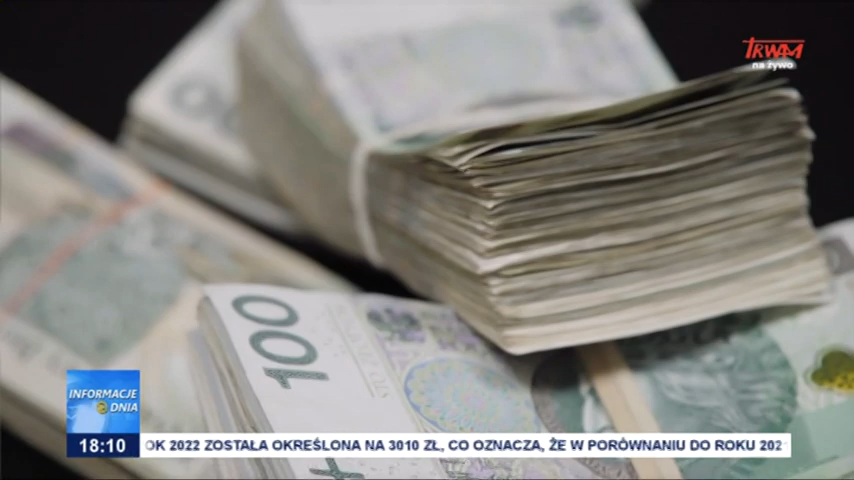 TRWAM
na żywo
100
INFORMACJE
DNIA
18:10
OK 2022 ZOSTAŁA OKREŚLONA NA 3010 ZŁ, CO OZNACZA, ŻE W PORÓWNANIU DO ROKU 202